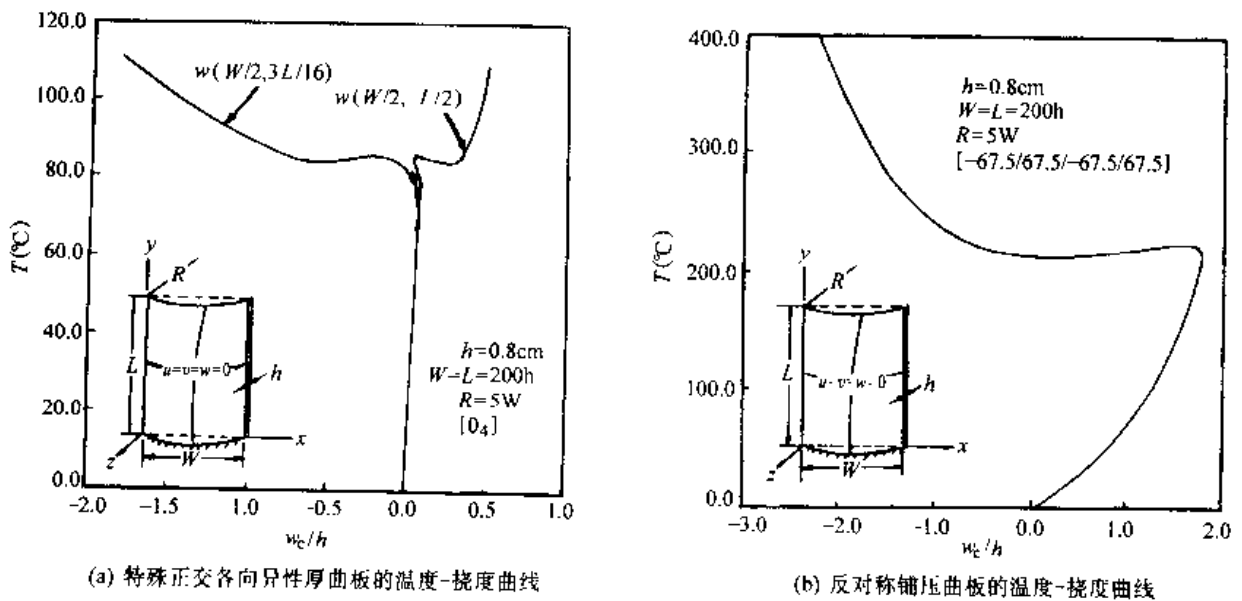 120.0
100.0
80.0
60.0
40.0
20.0
0.0
T(℃)
w(W/2,3L/16)
w(W/2, L/2)
y
R
L
u=v=w=0
h
x
z
W
h=0.8cm
W=L=200h
R=5W
[0₄]
-2.0 -1.5 1.0 -0.5 0.0 0.5 1.0
w_c/h
(a) 特殊正交各向异性厚曲板的温度-挠度曲线
400.0
300.0
200.0
100.0
0.0
T(℃)
h=0.8cm
W=L=200h
R=5W
[-67.5/67.5/-67.5/67.5]
y
R
L
u-v-w-0
h
x
z
W
-3.0 -2.0 -1.0 0.0 1.0 2.0
w_c/h
(b) 反对称铺压曲板的温度-挠度曲线